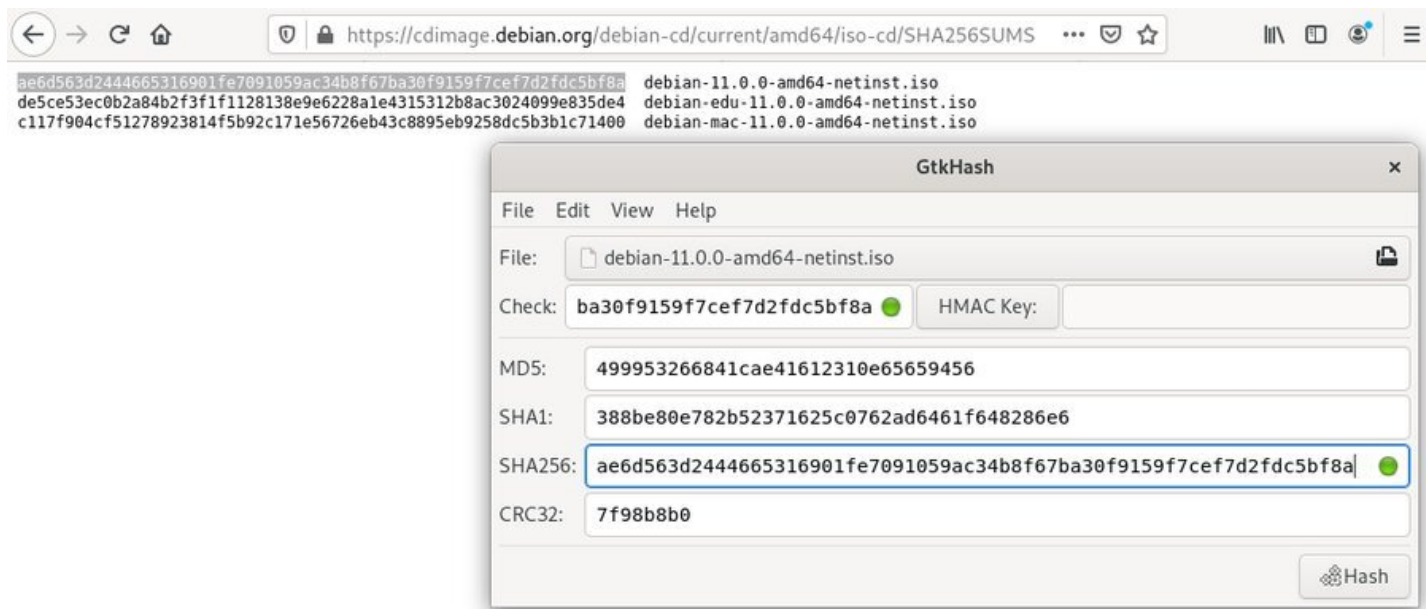 https://cdimage.debian.org/debian-cd/current/amd64/iso-cd/SHA256SUMS
ae6d563d2444665316901fe7091059ac34b8f67ba30f9159f7cef7d2fdc5bf8a debian-11.0.0-amd64-netinst.iso
de5ce53ec0b2a84b2f3f1f1128138e9e6228a1e4315312b8ac3024099e835de4 debian-edu-11.0.0-amd64-netinst.iso
c117f904cf51278923814f5b92c171e56726eb43c8895eb9258dc5b3b1c71400 debian-mac-11.0.0-amd64-netinst.iso
GtkHash
File Edit View Help
File: debian-11.0.0-amd64-netinst.iso
Check: ba30f9159f7cef7d2fdc5bf8a HMAC Key:
MD5: 499953266841cae41612310e65659456
SHA1: 388be80e782b52371625c0762ad6461f648286e6
SHA256: ae6d563d2444665316901fe7091059ac34b8f67ba30f9159f7cef7d2fdc5bf8a
CRC32: 7f98b8b0
Hash